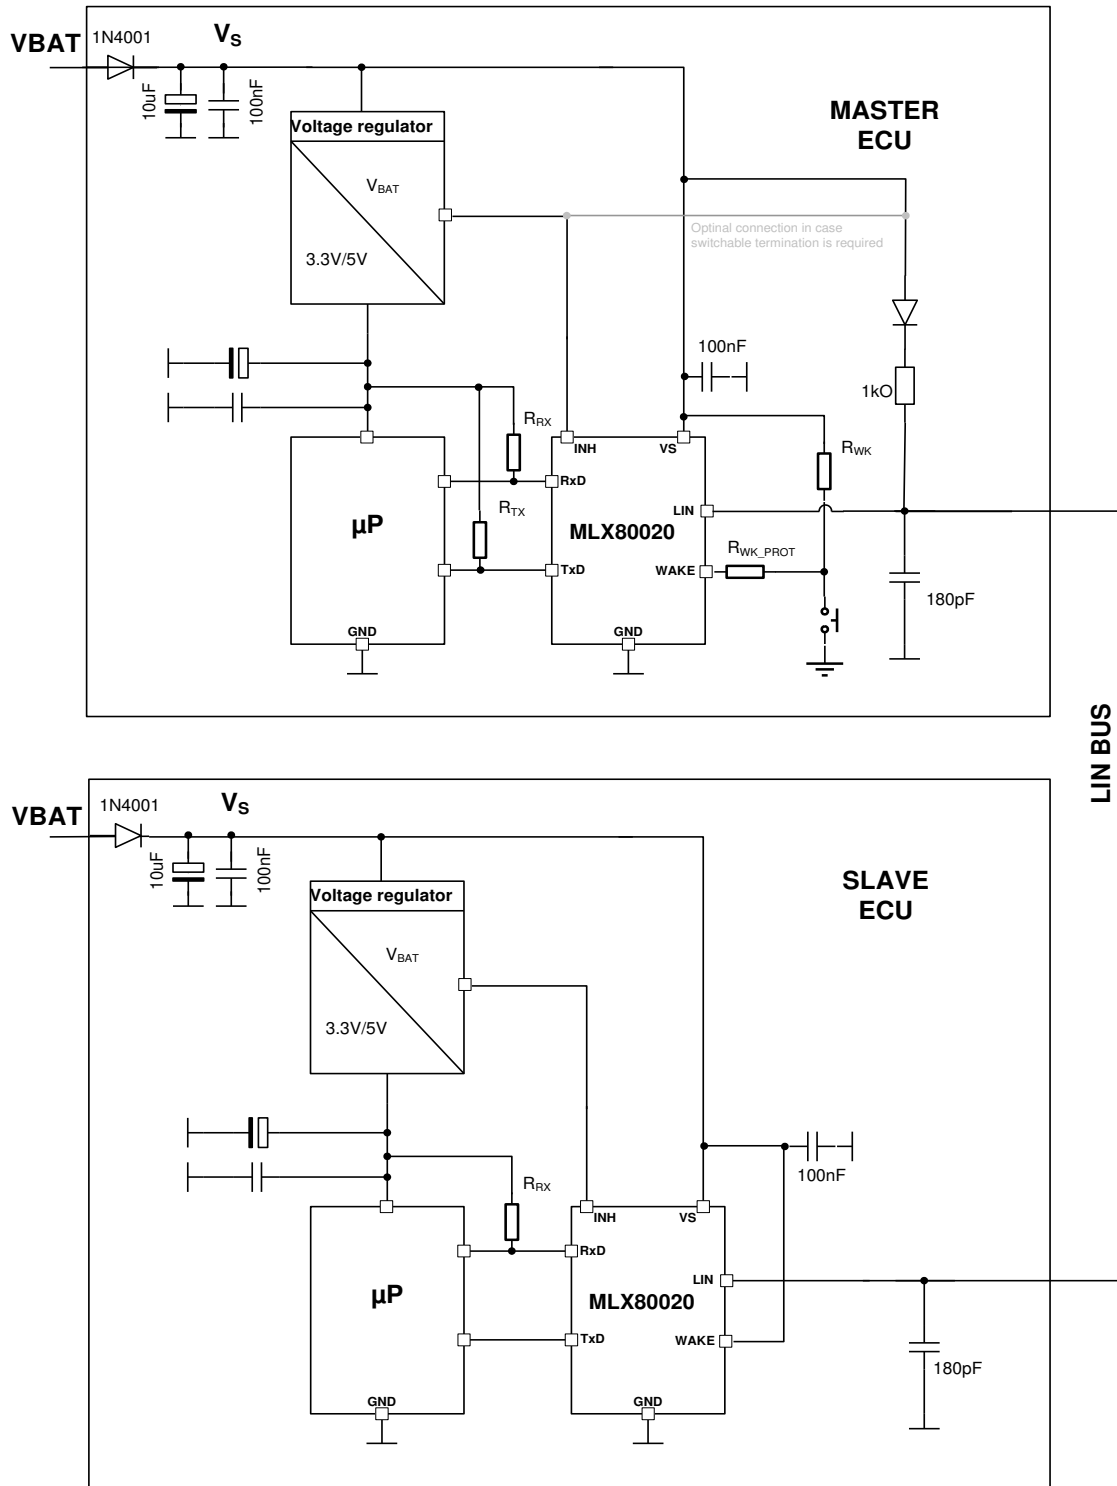 VBAT
1N4001
VS
10uF
100nF
Voltage regulator
VBAT
3.3V/5V
MASTER
ECU
Optinal connection in case
switchable termination is required
100nF
1kO
RRX
RTX
RWK
INH
VS
RxD
µP
MLX80020
LIN
TxD
WAKE
RWK_PROT
180pF
GND
GND
LIN BUS
VBAT
1N4001
VS
10uF
100nF
Voltage regulator
VBAT
3.3V/5V
SLAVE
ECU
100nF
RRX
INH
VS
RxD
µP
MLX80020
LIN
TxD
WAKE
180pF
GND
GND